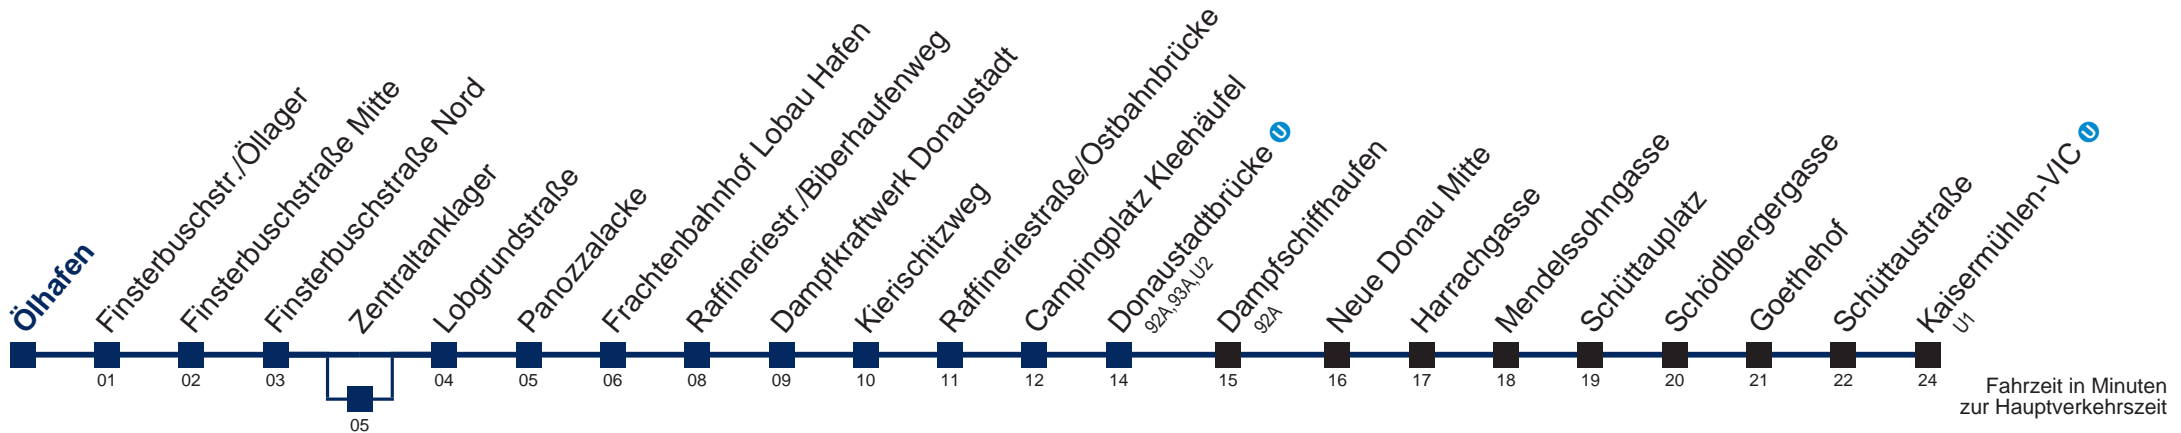 Ölhafen
Finsterbuschstr./Öllager
Finsterbuschstraße Mitte
Finsterbuschstraße Nord
Zentraltanklager
Lobgrundstraße
Panozzalacke
Frachtenbahnhof Lobau Hafen
Raffineriestr./Biberhaufenweg
Dampfkraftwerk Donaustadt
Kierischitzweg
Raffineriestraße/Ostbahnbrücke
Campingplatz Kleehäufel
Donaustadtbrücke U
92A,93A,U2
Dampfschiffhaufen
92A
Neue Donau Mitte
Harrachgasse
Mendelssohngasse
Schüttauplatz
Schödlbergergasse
Goethehof
Schüttaustraße
Kaisermühlen-VIC U
U1
01 02 03 04 05 06 08 09 10 11 12 14 15 16 17 18 19 20 21 22 24
05
Fahrzeit in Minuten
zur Hauptverkehrszeit